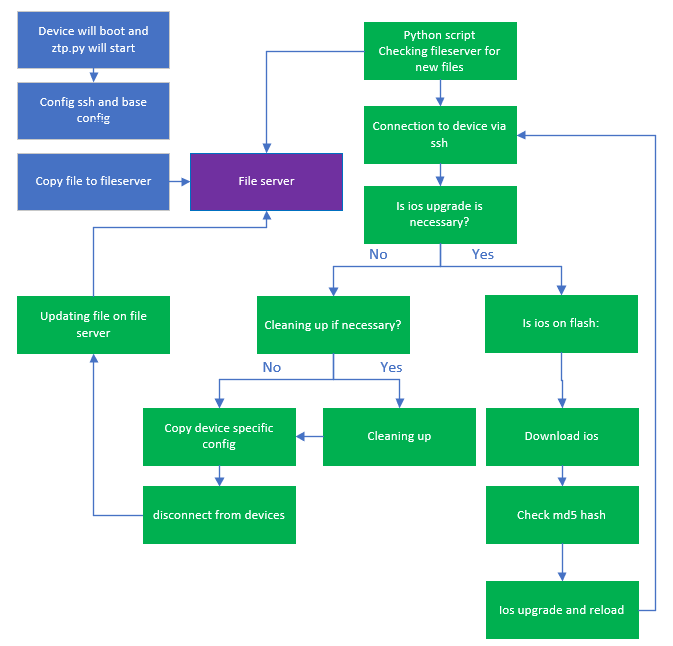 Device will boot and
ztp.py will start
Config ssh and base
config
Copy file to fileserver
File server
Python script
Checking fileserver for
new files
Connection to device via
ssh
Is ios upgrade is
necessary?
No
Yes
Updating file on file
server
Cleaning up if necessary?
Is ios on flash:
No
Yes
Copy device specific
config
Cleaning up
Download ios
disconnect from devices
Check md5 hash
Ios upgrade and reload